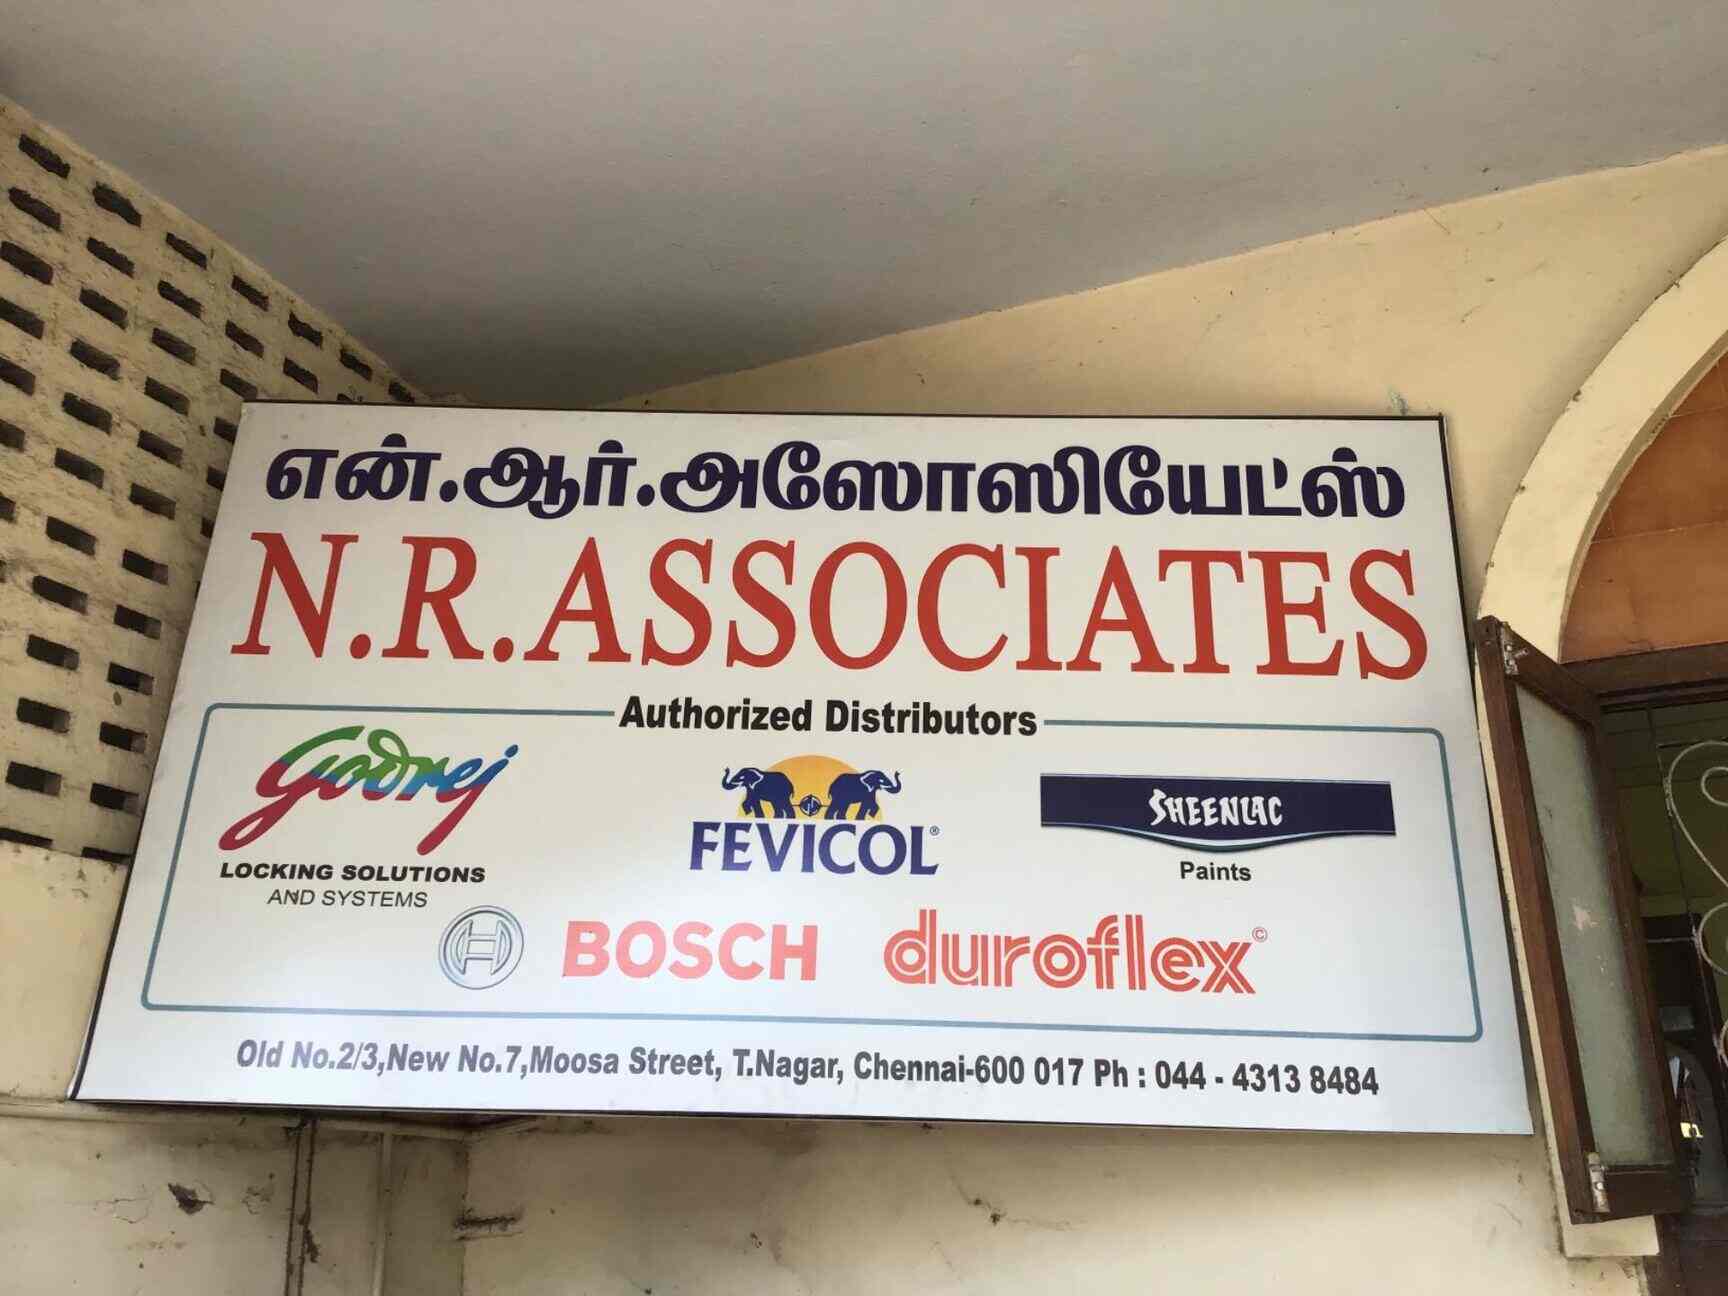 என்.ஆர்.அஸோஸியேட்ஸ்
N.R.ASSOCIATES
Authorized Distributors
Godrej
LOCKING SOLUTIONS
AND SYSTEMS
FEVICOL®
SHEENLAC
Paints
BOSCH
duroflex©
Old No.2/3,New No.7,Moosa Street, T.Nagar, Chennai-600 017 Ph : 044 - 4313 8484